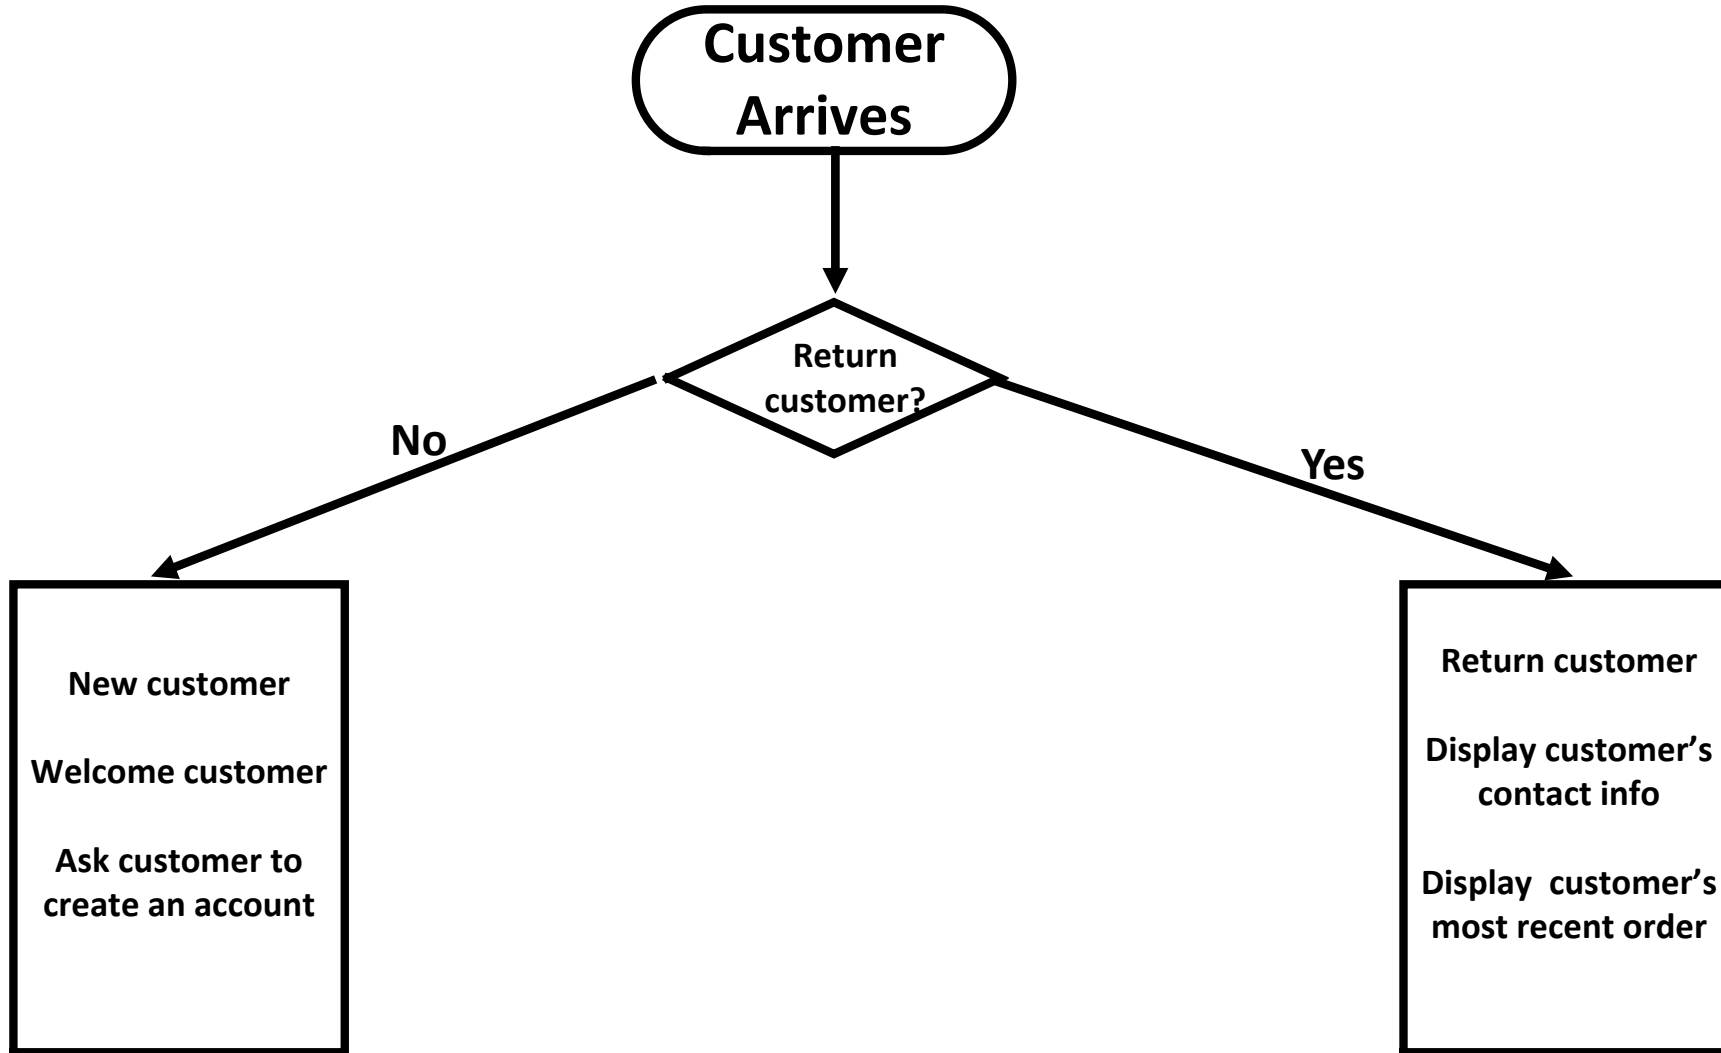 Customer
Arrives
Return
customer?
No
Yes
New customer
Welcome customer
Ask customer to
create an account
Return customer
Display customer’s
contact info
Display  customer’s
most recent order